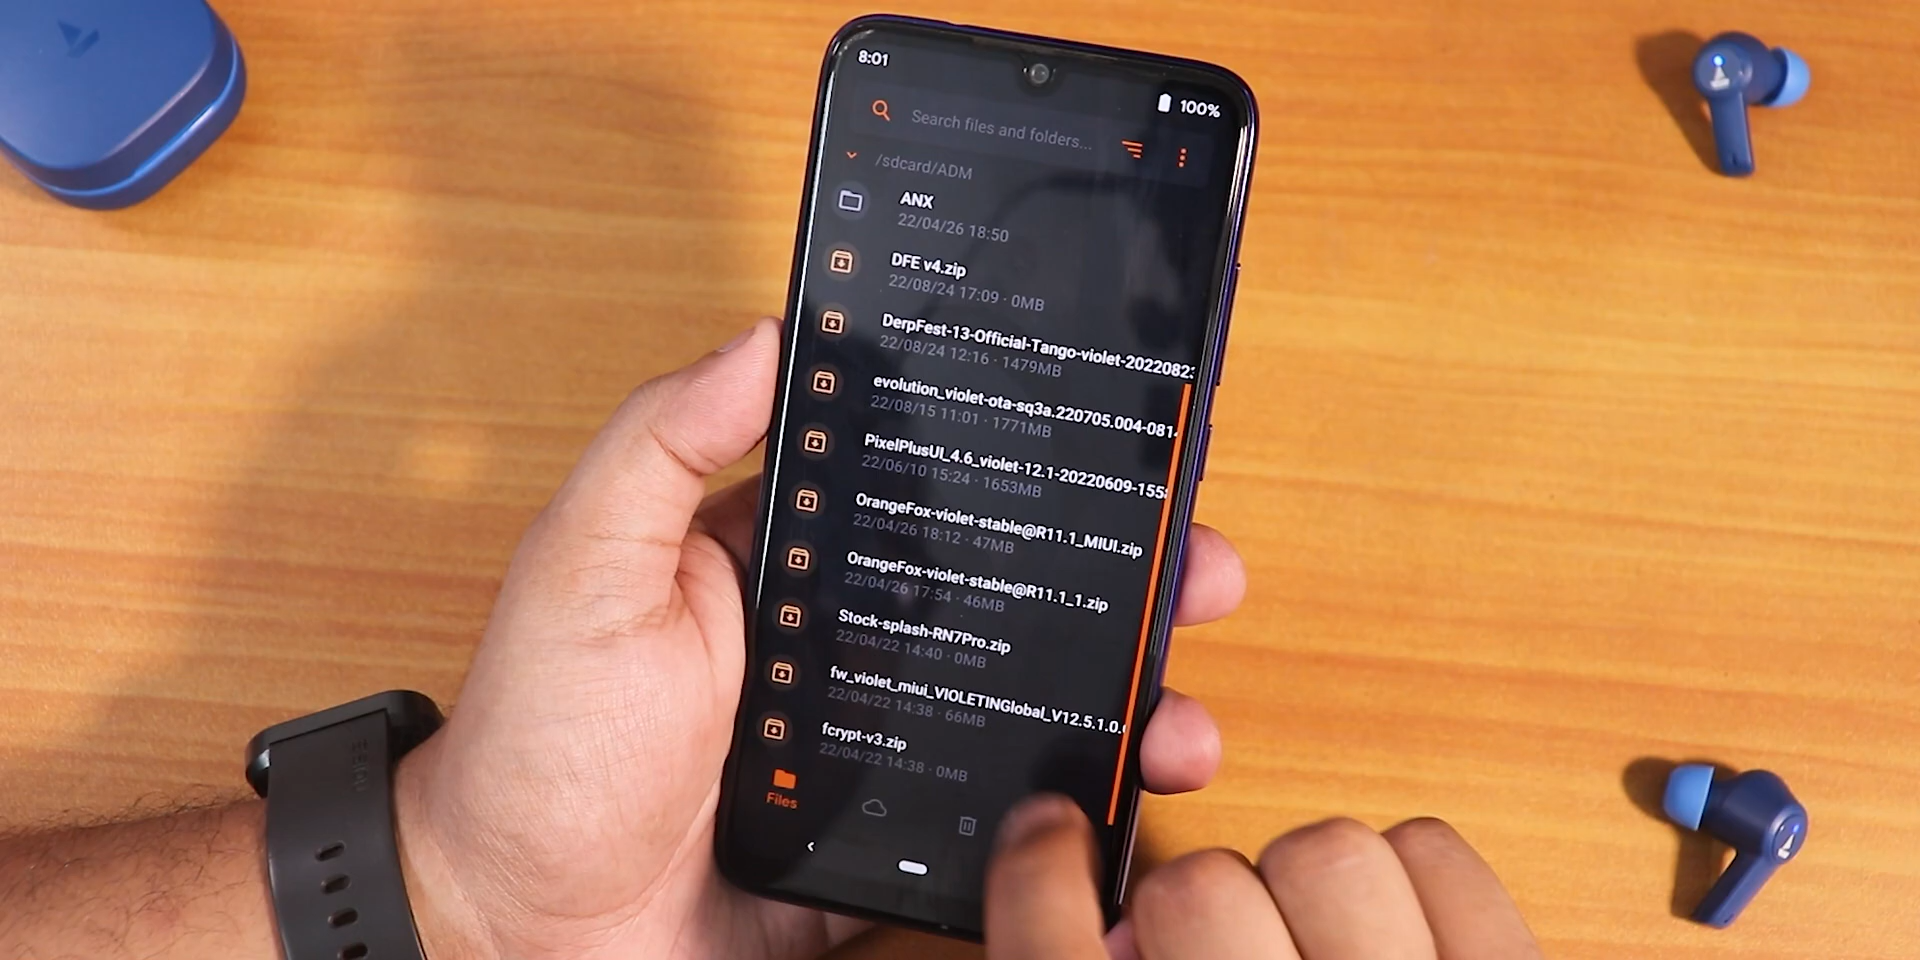 8:01
100%
Search files and folders...
/sdcard/ADM
ANX
22/04/26 18:50
DFE v4.zip
22/08/24 17:09 · 0MB
DerpFest-13-Official-Tango-violet-2022082
22/08/24 12:16 · 1479MB
evolution_violet-ota-sq3a.220705.004-081
22/08/15 11:01 · 1771MB
PixelPlusUI_4.6_violet-12.1-20220609-155
22/06/10 15:24 · 1653MB
OrangeFox-violet-stable@R11.1_MIUI.zip
22/04/26 18:12 · 47MB
OrangeFox-violet-stable@R11.1_1.zip
22/04/26 17:54 · 46MB
Stock-splash-RN7Pro.zip
22/04/22 14:40 · 0MB
fw_violet_miui_VIOLETINGlobal_V12.5.1.0.
22/04/22 14:38 · 66MB
fcrypt-v3.zip
22/04/22 14:38 · 0MB
Files